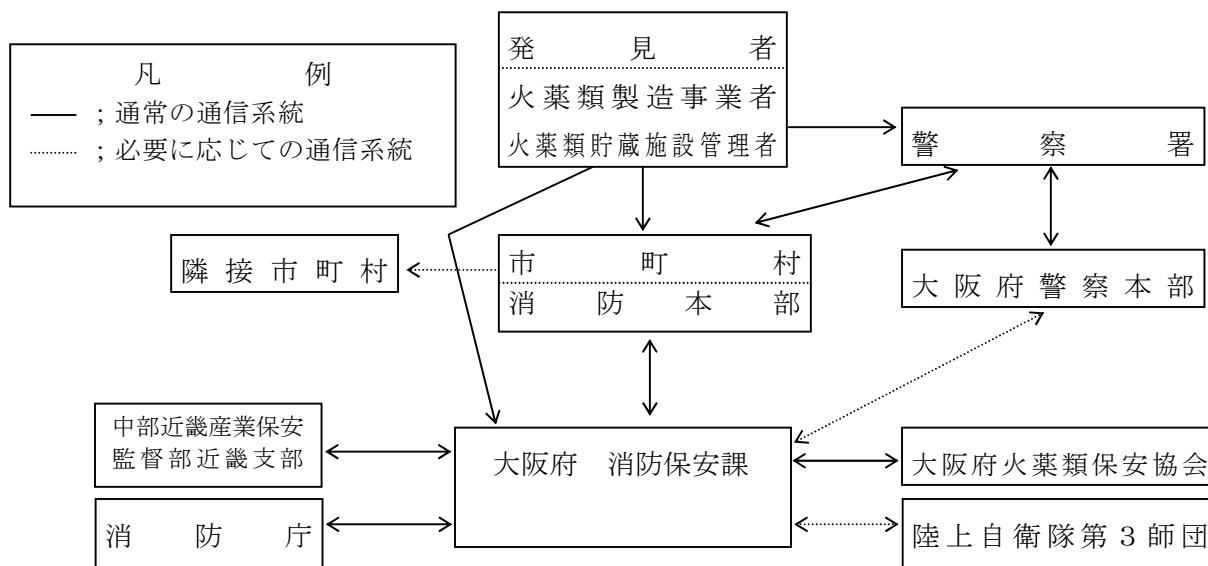 発見者
火薬類製造事業者
火薬類貯蔵施設管理者
凡例
；通常の通信系統
；必要に応じての通信系統
警察署
隣接市町村
市町村
消防本部
大阪府警察本部
中部近畿産業保安
監督部近畿支部
大阪府　消防保安課
大阪府火薬類保安協会
消防庁
陸上自衛隊第３師団